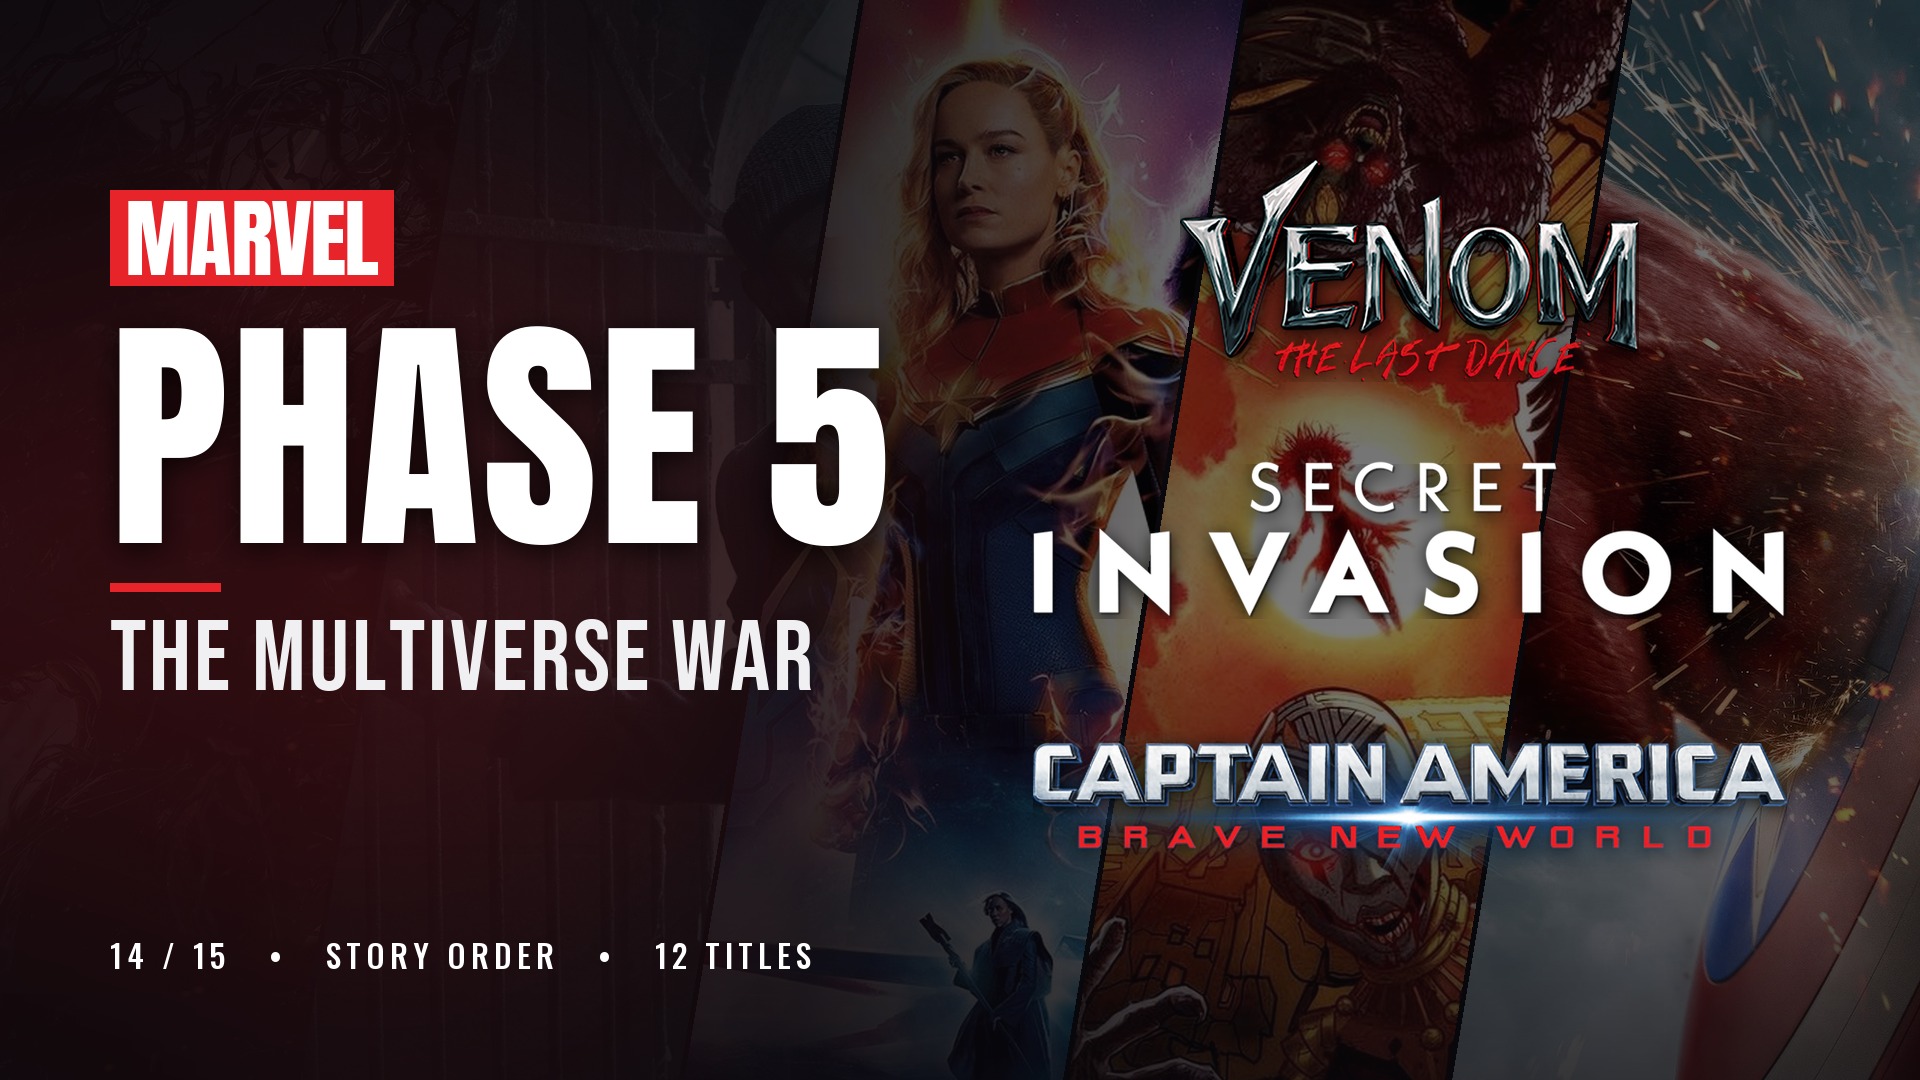 MARVEL
PHASE 5
THE MULTIVERSE WAR
14 / 15 • STORY ORDER • 12 TITLES
VENOM
THE LAST DANCE
SECRET
INVASION
CAPTAIN AMERICA
BRAVE NEW WORLD